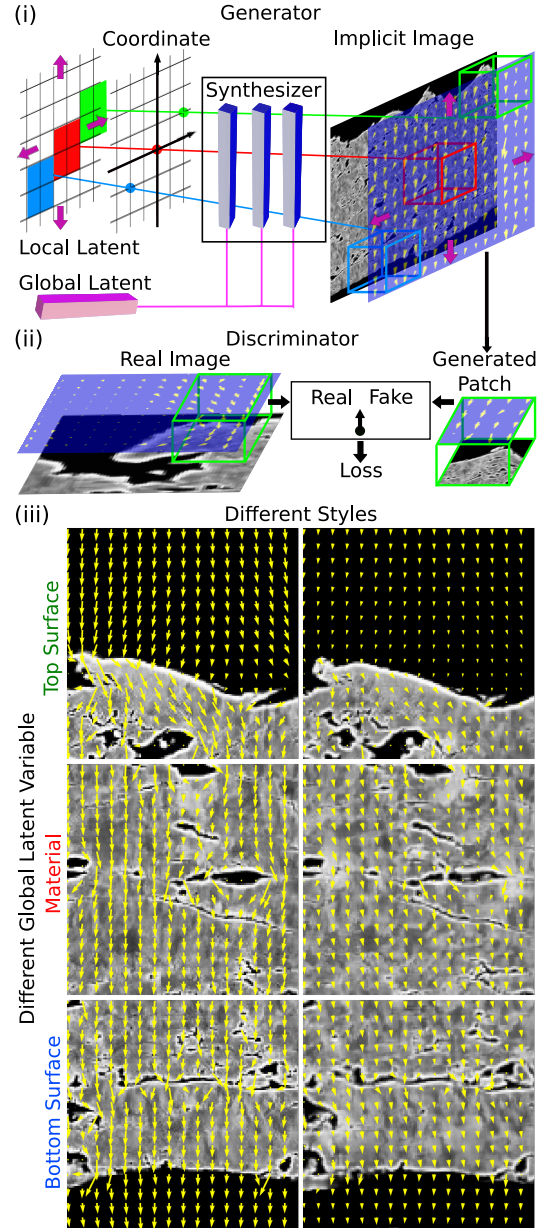 (i)
Generator
Coordinate
Implicit Image
Synthesizer
Local Latent
Global Latent
(ii)
Discriminator
Real Image
Generated
Patch
Real Fake
Loss
(iii)
Different Styles
Different Global Latent Variable
Top Surface
Material
Bottom Surface